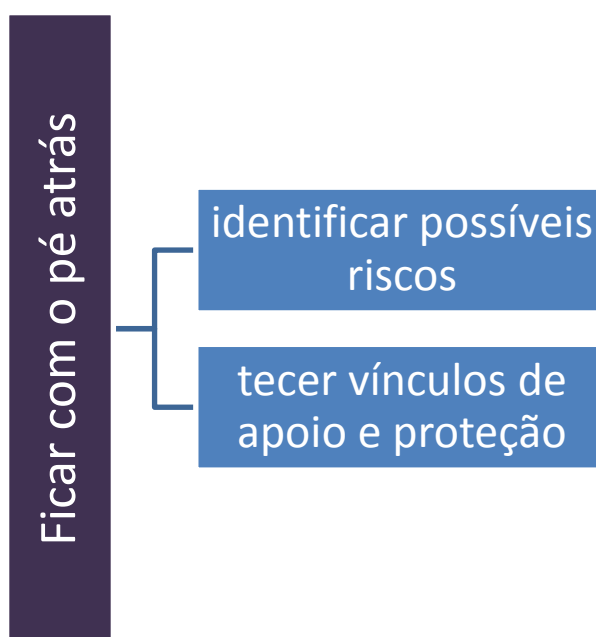 Ficar com o pé atrás
identificar possíveis
riscos
tecer vínculos de
apoio e proteção